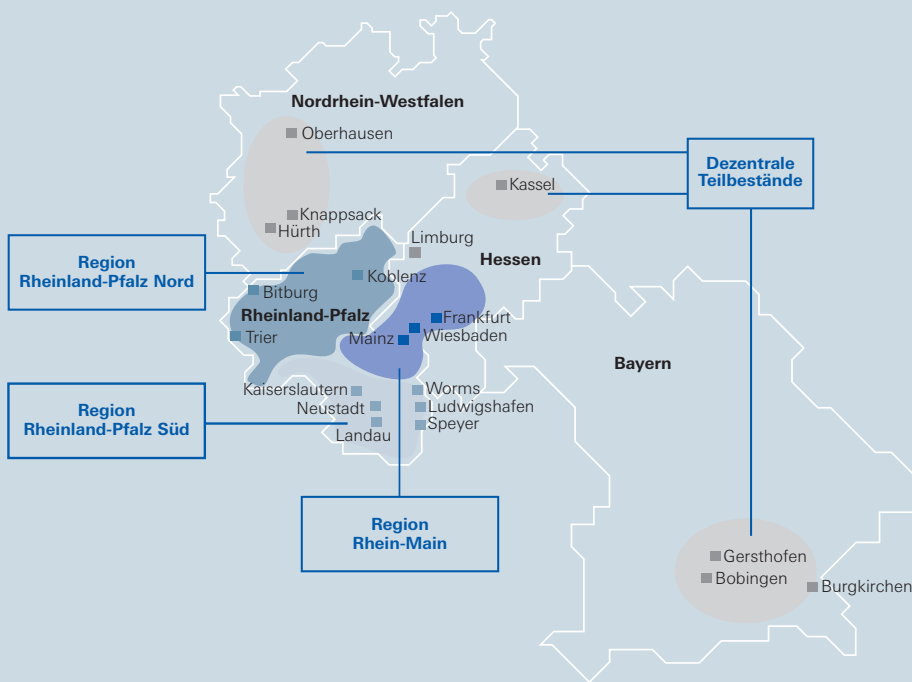 Nordrhein-Westfalen
Oberhausen
Dezentrale
Teilbestände
Kassel
Knappsack
Hürth
Limburg
Hessen
Region
Rheinland-Pfalz Nord
Koblenz
Bitburg
Rheinland-Pfalz
Frankfurt
Trier
Mainz
Wiesbaden
Bayern
Kaiserslautern
Worms
Neustadt
Ludwigshafen
Region
Rheinland-Pfalz Süd
Landau
Speyer
Region
Rhein-Main
Gersthofen
Bobingen
Burgkirchen